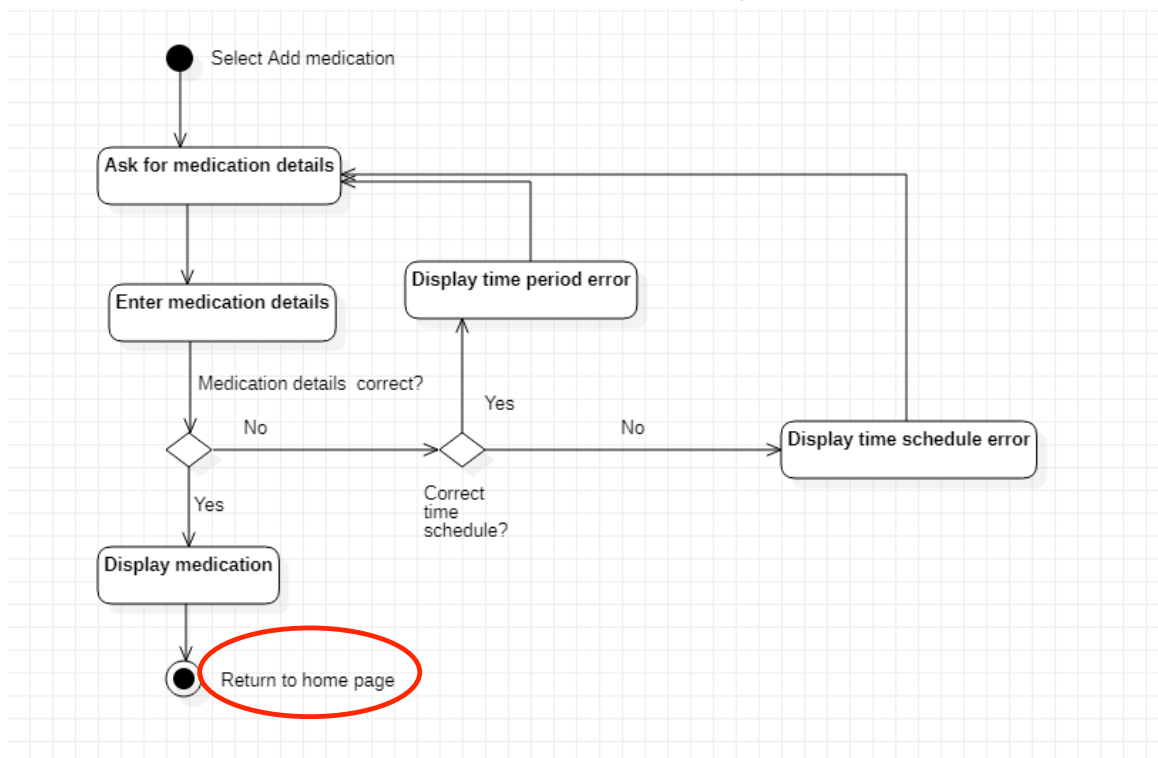 Select Add medication
Ask for medication details
Display time period error
Enter medication details
Medication details  correct?
Yes
No
No
Display time schedule error
Correct
time
schedule?
Yes
Display medication
Return to home page